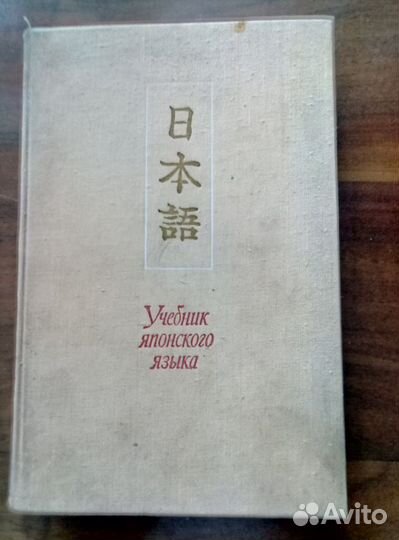 日
本
語
Учебник
японского
языка
Avito